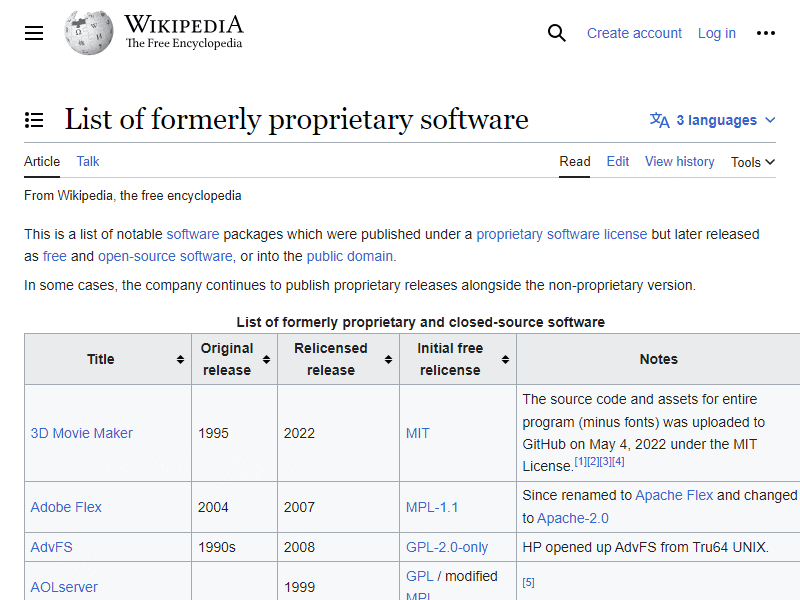 WIKIPEDIA
The Free Encyclopedia
Create account Log in
List of formerly proprietary software
3 languages
Article Talk Read Edit View history Tools
From Wikipedia, the free encyclopedia
This is a list of notable software packages which were published under a proprietary software license but later released
as free and open-source software, or into the public domain.
In some cases, the company continues to publish proprietary releases alongside the non-proprietary version.
List of formerly proprietary and closed-source software
Title Original release Relicensed release Initial free relicense Notes
3D Movie Maker 1995 2022 MIT The source code and assets for entire
program (minus fonts) was uploaded to
GitHub on May 4, 2022 under the MIT
License.[1][2][3][4]
Adobe Flex 2004 2007 MPL-1.1 Since renamed to Apache Flex and changed
to Apache-2.0
AdvFS 1990s 2008 GPL-2.0-only HP opened up AdvFS from Tru64 UNIX.
AOLserver 1999 GPL / modified [5]
MPL